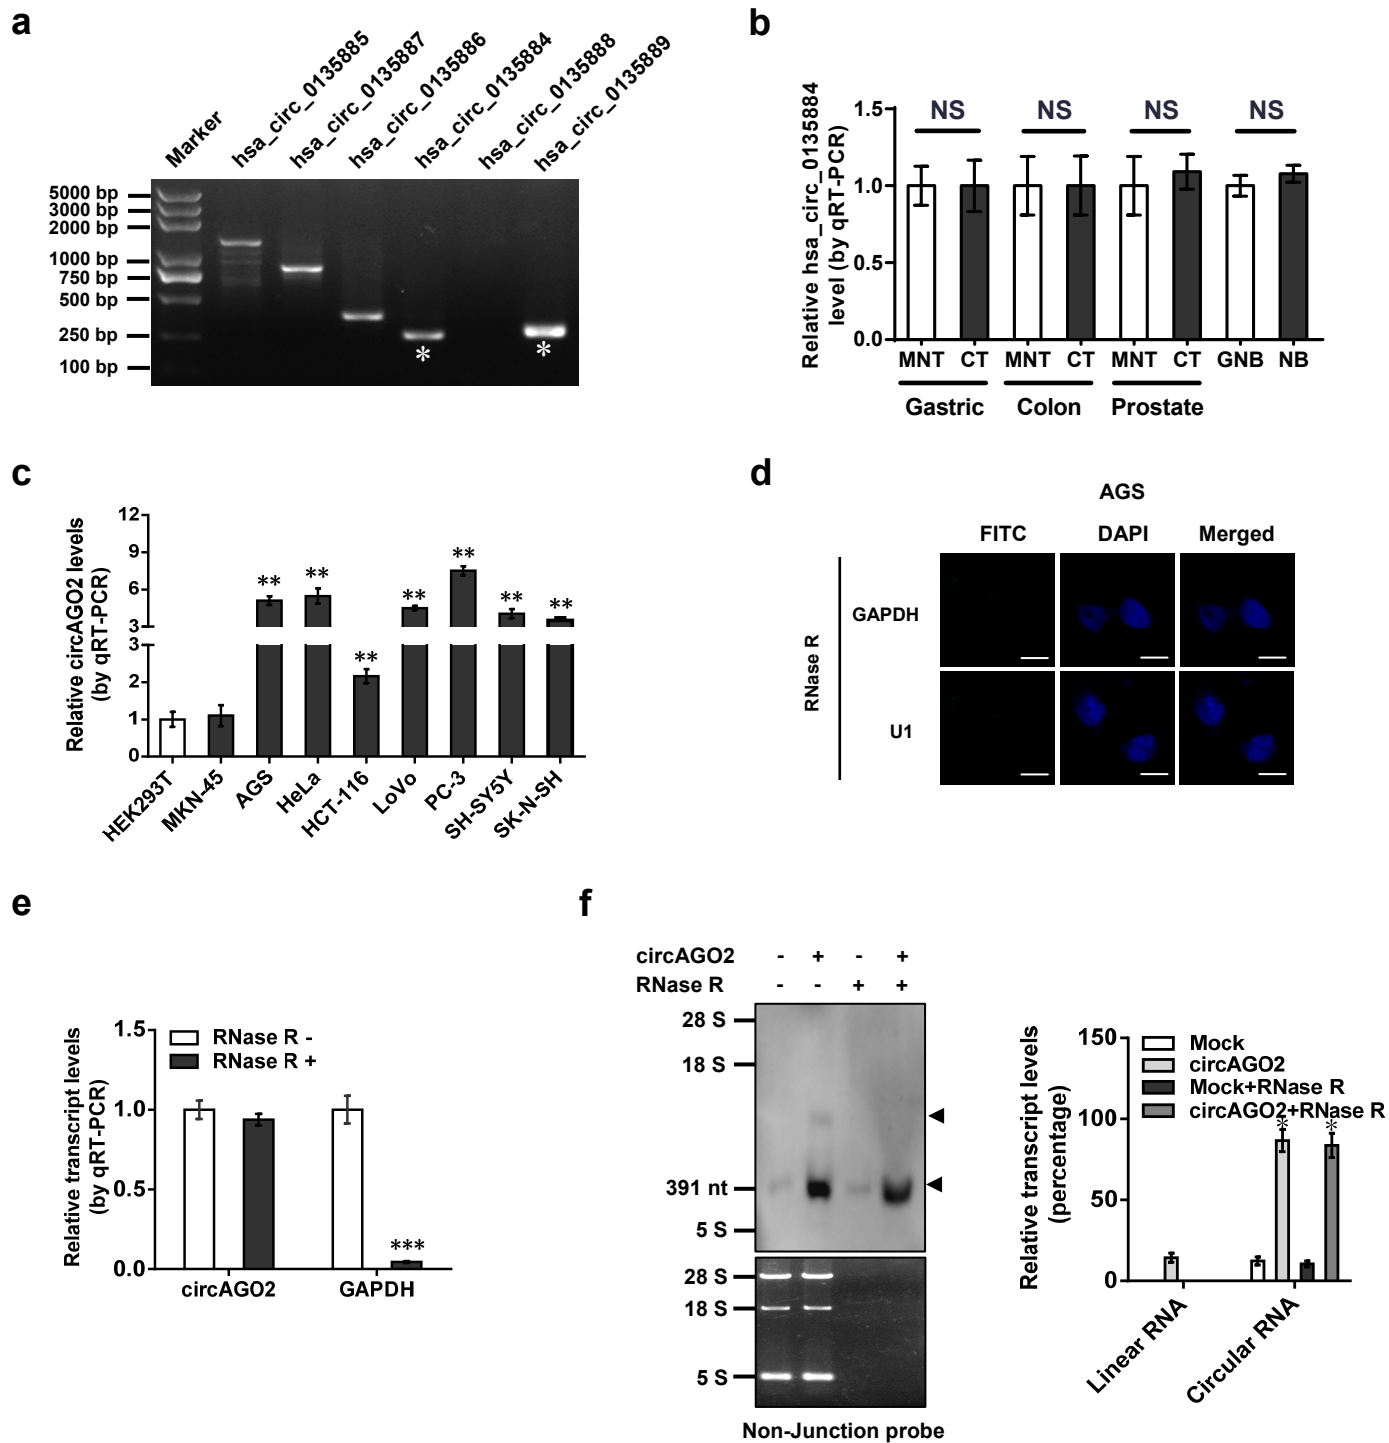 a
Marker
hsa_circ_0135885
hsa_circ_0135887
hsa_circ_0135886
hsa_circ_0135884
hsa_circ_0135888
hsa_circ_0135889
5000 bp
3000 bp
2000 bp
1000 bp
750 bp
500 bp
250 bp
100 bp
*
*
b
Relative hsa_circ_0135884
level (by qRT-PCR)
1.5
1.0
0.5
0.0
NS
NS
NS
NS
MNT CT MNT CT MNT CT GNB NB
Gastric Colon Prostate
c
Relative circAGO2 levels
(by qRT-PCR)
12
9
6
3
3
2
1
0
**
**
**
**
**
**
**
HEK293T
MKN-45
AGS
HeLa
HCT-116
LoVo
PC-3
SH-SY5Y
SK-N-SH
d
AGS
FITC DAPI Merged
RNase R
GAPDH
U1
e
Relative transcript levels
(by qRT-PCR)
1.5
1.0
0.5
0.0
RNase R -
RNase R +
***
circAGO2 GAPDH
f
circAGO2 - + - +
RNase R - - + +
28 S
18 S
391 nt
5 S
28 S
18 S
5 S
Non-Junction probe
Relative transcript levels
(percentage)
150
100
50
0
Mock
circAGO2
Mock+RNase R
circAGO2+RNase R
*
*
Linear RNA
Circular RNA